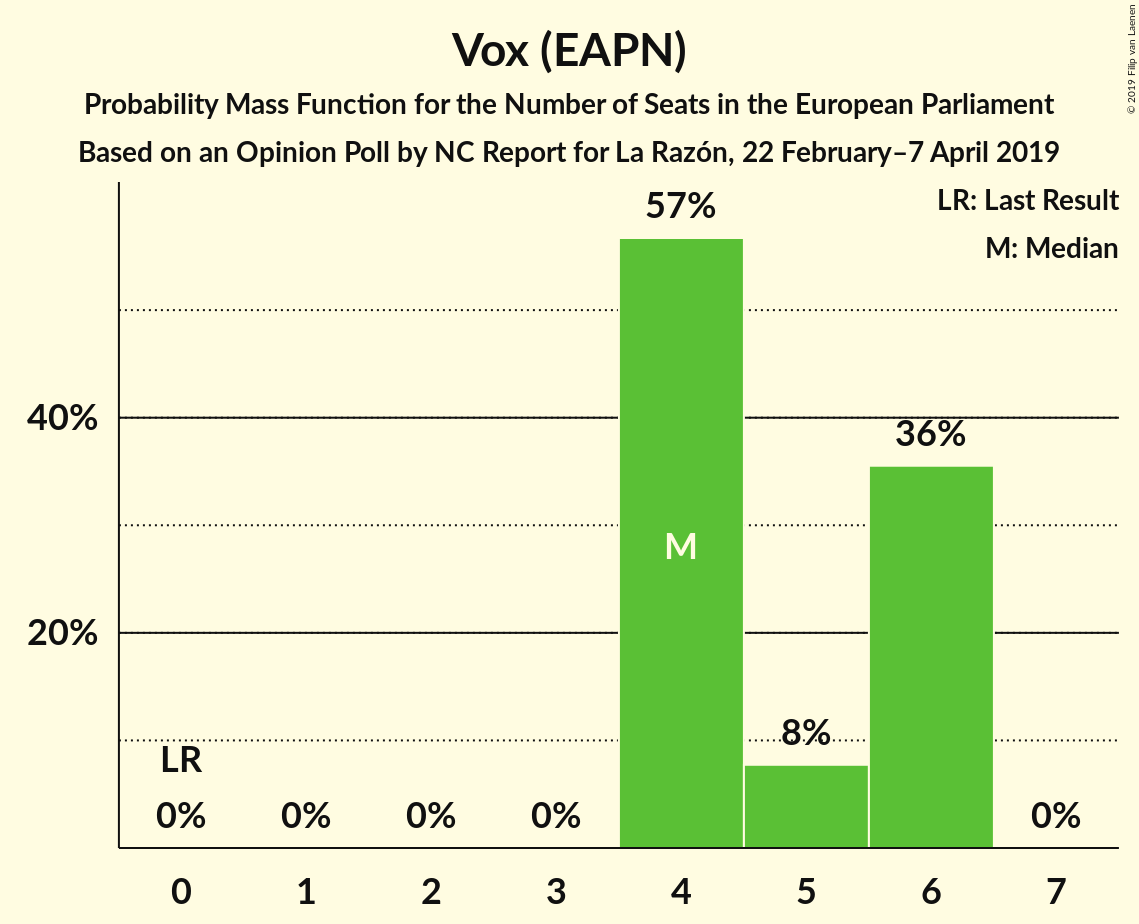 Vox (EAPN)
Probability Mass Function for the Number of Seats in the European Parliament
Based on an Opinion Poll by NC Report for La Razón, 22 February–7 April 2019
© 2019 Filip van Laenen
LR: Last Result
M: Median
57%
40%
36%
M
20%
8%
LR
0% 0% 0% 0% 0%
0 1 2 3 4 5 6 7